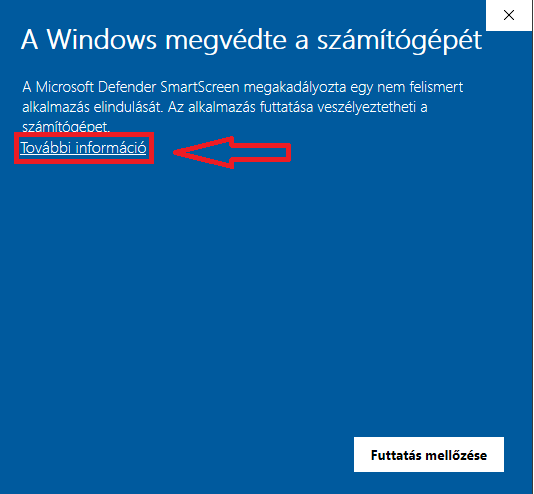 A Windows megvédte a számítógépét
A Microsoft Defender SmartScreen megakadályozta egy nem felismert
alkalmazás elindulását. Az alkalmazás futtatása veszélyeztetheti a
számítógépet.
További információ
Futtatás mellőzése